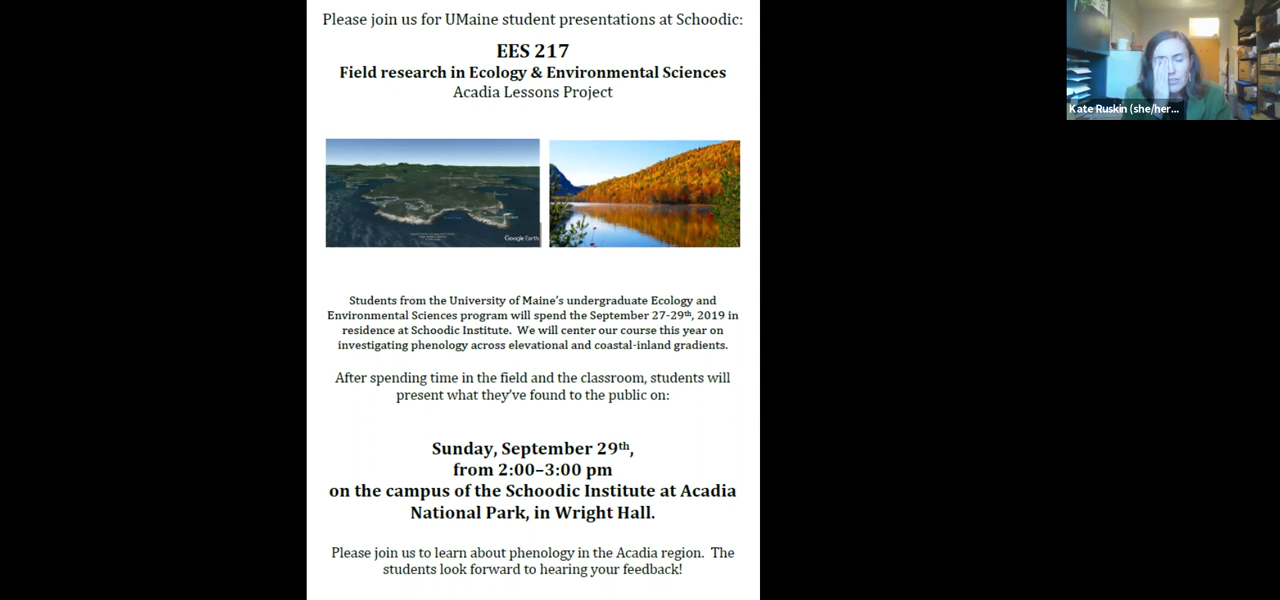 Please join us for UMaine student presentations at Schoodic:
EES 217
Field research in Ecology & Environmental Sciences
Acadia Lessons Project
Google Earth
Students from the University of Maine's undergraduate Ecology and
Environmental Sciences program will spend the September 27-29th, 2019 in
residence at Schoodic Institute.  We will center our course this year on
investigating phenology across elevational and coastal-inland gradients.
After spending time in the field and the classroom, students will
present what they've found to the public on:
Sunday, September 29th,
from 2:00–3:00 pm
on the campus of the Schoodic Institute at Acadia
National Park, in Wright Hall.
Please join us to learn about phenology in the Acadia region.  The
students look forward to hearing your feedback!
Kate Ruskin (she/her...